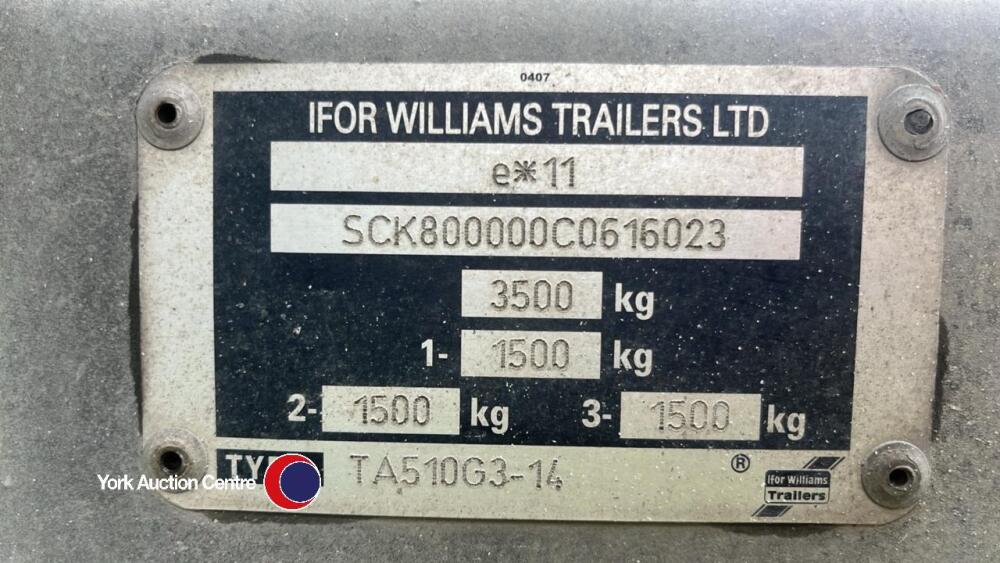 0407
IFOR WILLIAMS TRAILERS LTD
e*11
SCK800000C0616023
3500 kg
1- 1500 kg
2- 1500 kg 3- 1500 kg
TA510G3-14 ®
York Auction Centre
Ifor Williams
Trailers